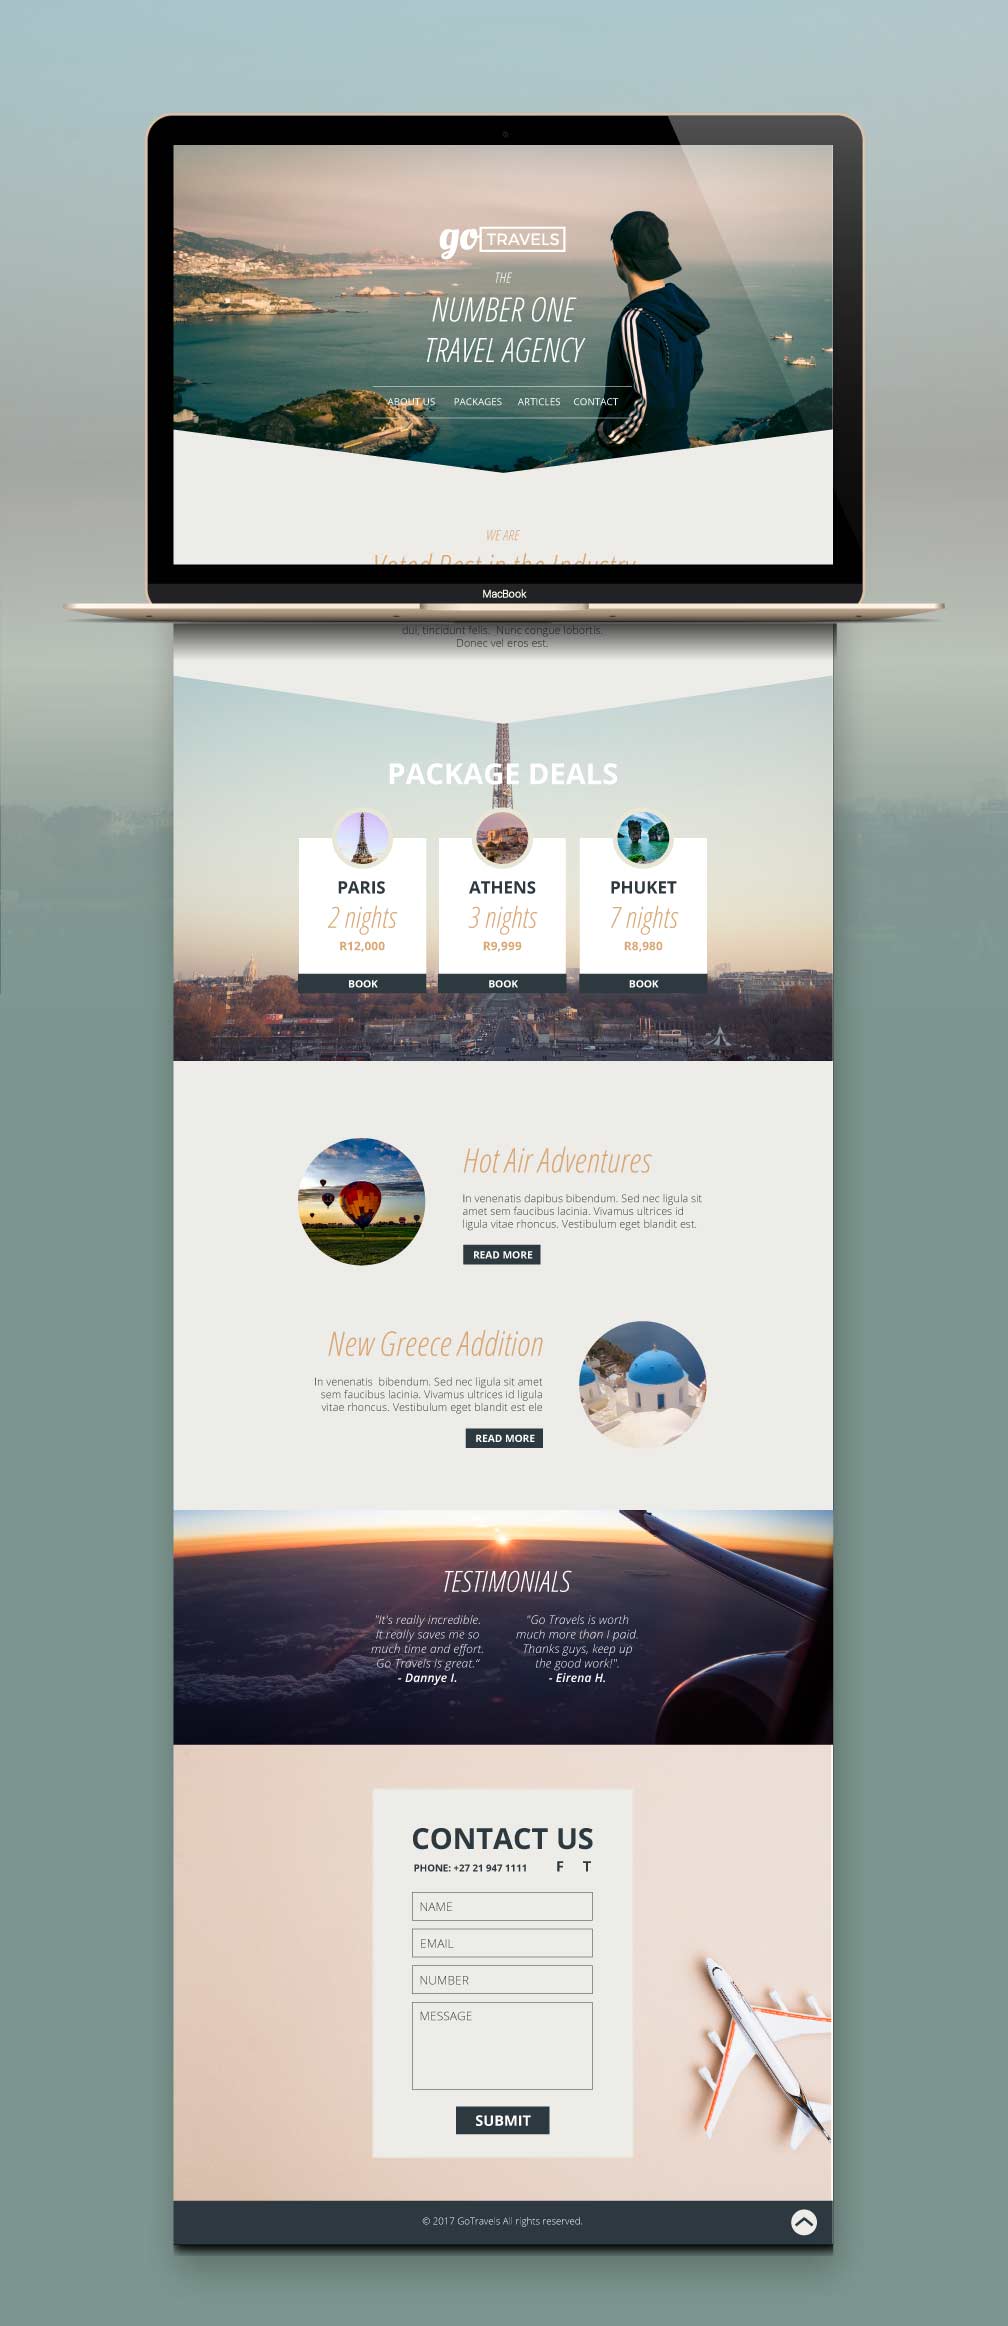 go TRAVELS
THE
NUMBER ONE
TRAVEL AGENCY
ABOUT US PACKAGES ARTICLES CONTACT
WE ARE
Voted Best in the Industry
MacBook
dui, tincidunt felis. Nunc congue lobortis.
Donec vel eros est.
PACKAGE DEALS
PARIS
2 nights
R12,000
BOOK
ATHENS
3 nights
R9,999
BOOK
PHUKET
7 nights
R8,980
BOOK
Hot Air Adventures
In venenatis dapibus bibendum. Sed nec ligula sit
amet sem faucibus lacinia. Vivamus ultrices id
ligula vitae rhoncus. Vestibulum eget blandit est.
READ MORE
New Greece Addition
In venenatis bibendum. Sed nec ligula sit amet
sem faucibus lacinia. Vivamus ultrices id ligula
vitae rhoncus. Vestibulum eget blandit est ele
READ MORE
TESTIMONIALS
"It's really incredible.
It really saves me so
much time and effort.
Go Travels is great."
- Dannye I.
"Go Travels is worth
much more than I paid.
Thanks guys, keep up
the good work!".
- Eirena H.
CONTACT US
PHONE: +27 21 947 1111 F T
NAME
EMAIL
NUMBER
MESSAGE
SUBMIT
© 2017 GoTravels All rights reserved.